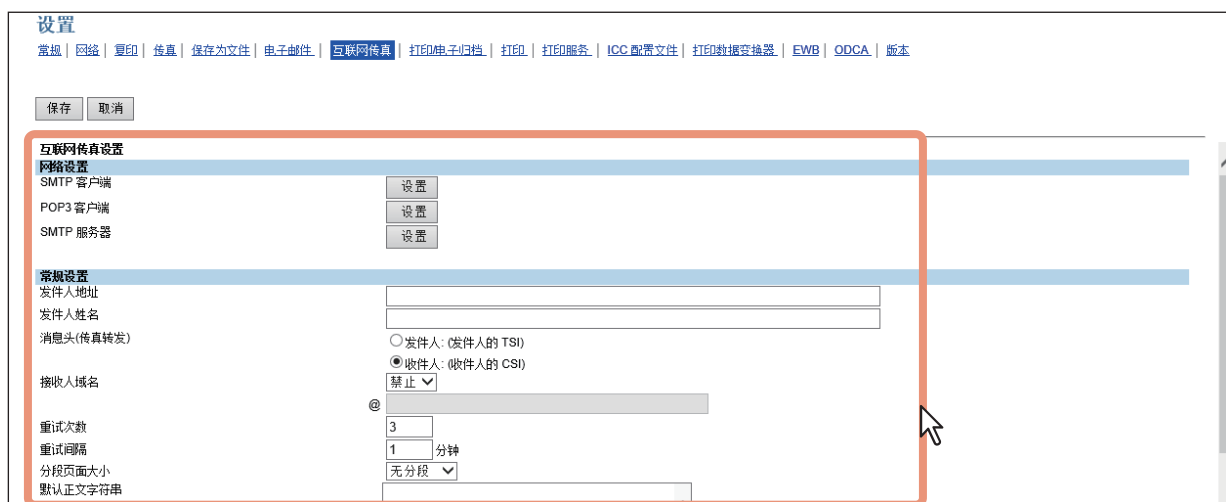 设置
常规 | 网络 | 复印 | 传真 | 保存为文件 | 电子邮件 | 互联网传真 | 打印/电子归档 | 打印 | 打印服务 | ICC 配置文件 | 打印数据变换器 | EWB | ODCA | 版本
保存 取消
互联网传真设置
网络设置
SMTP 客户端 设置
POP3 客户端 设置
SMTP 服务器 设置
常规设置
发件人地址
发件人姓名
消息头(传真转发) 发件人: (发件人的 TSI)
收件人: (收件人的 CSI)
接收人域名 禁止
@
重试次数 3
重试间隔 1 分钟
分段页面大小 无分段
默认正文字符串